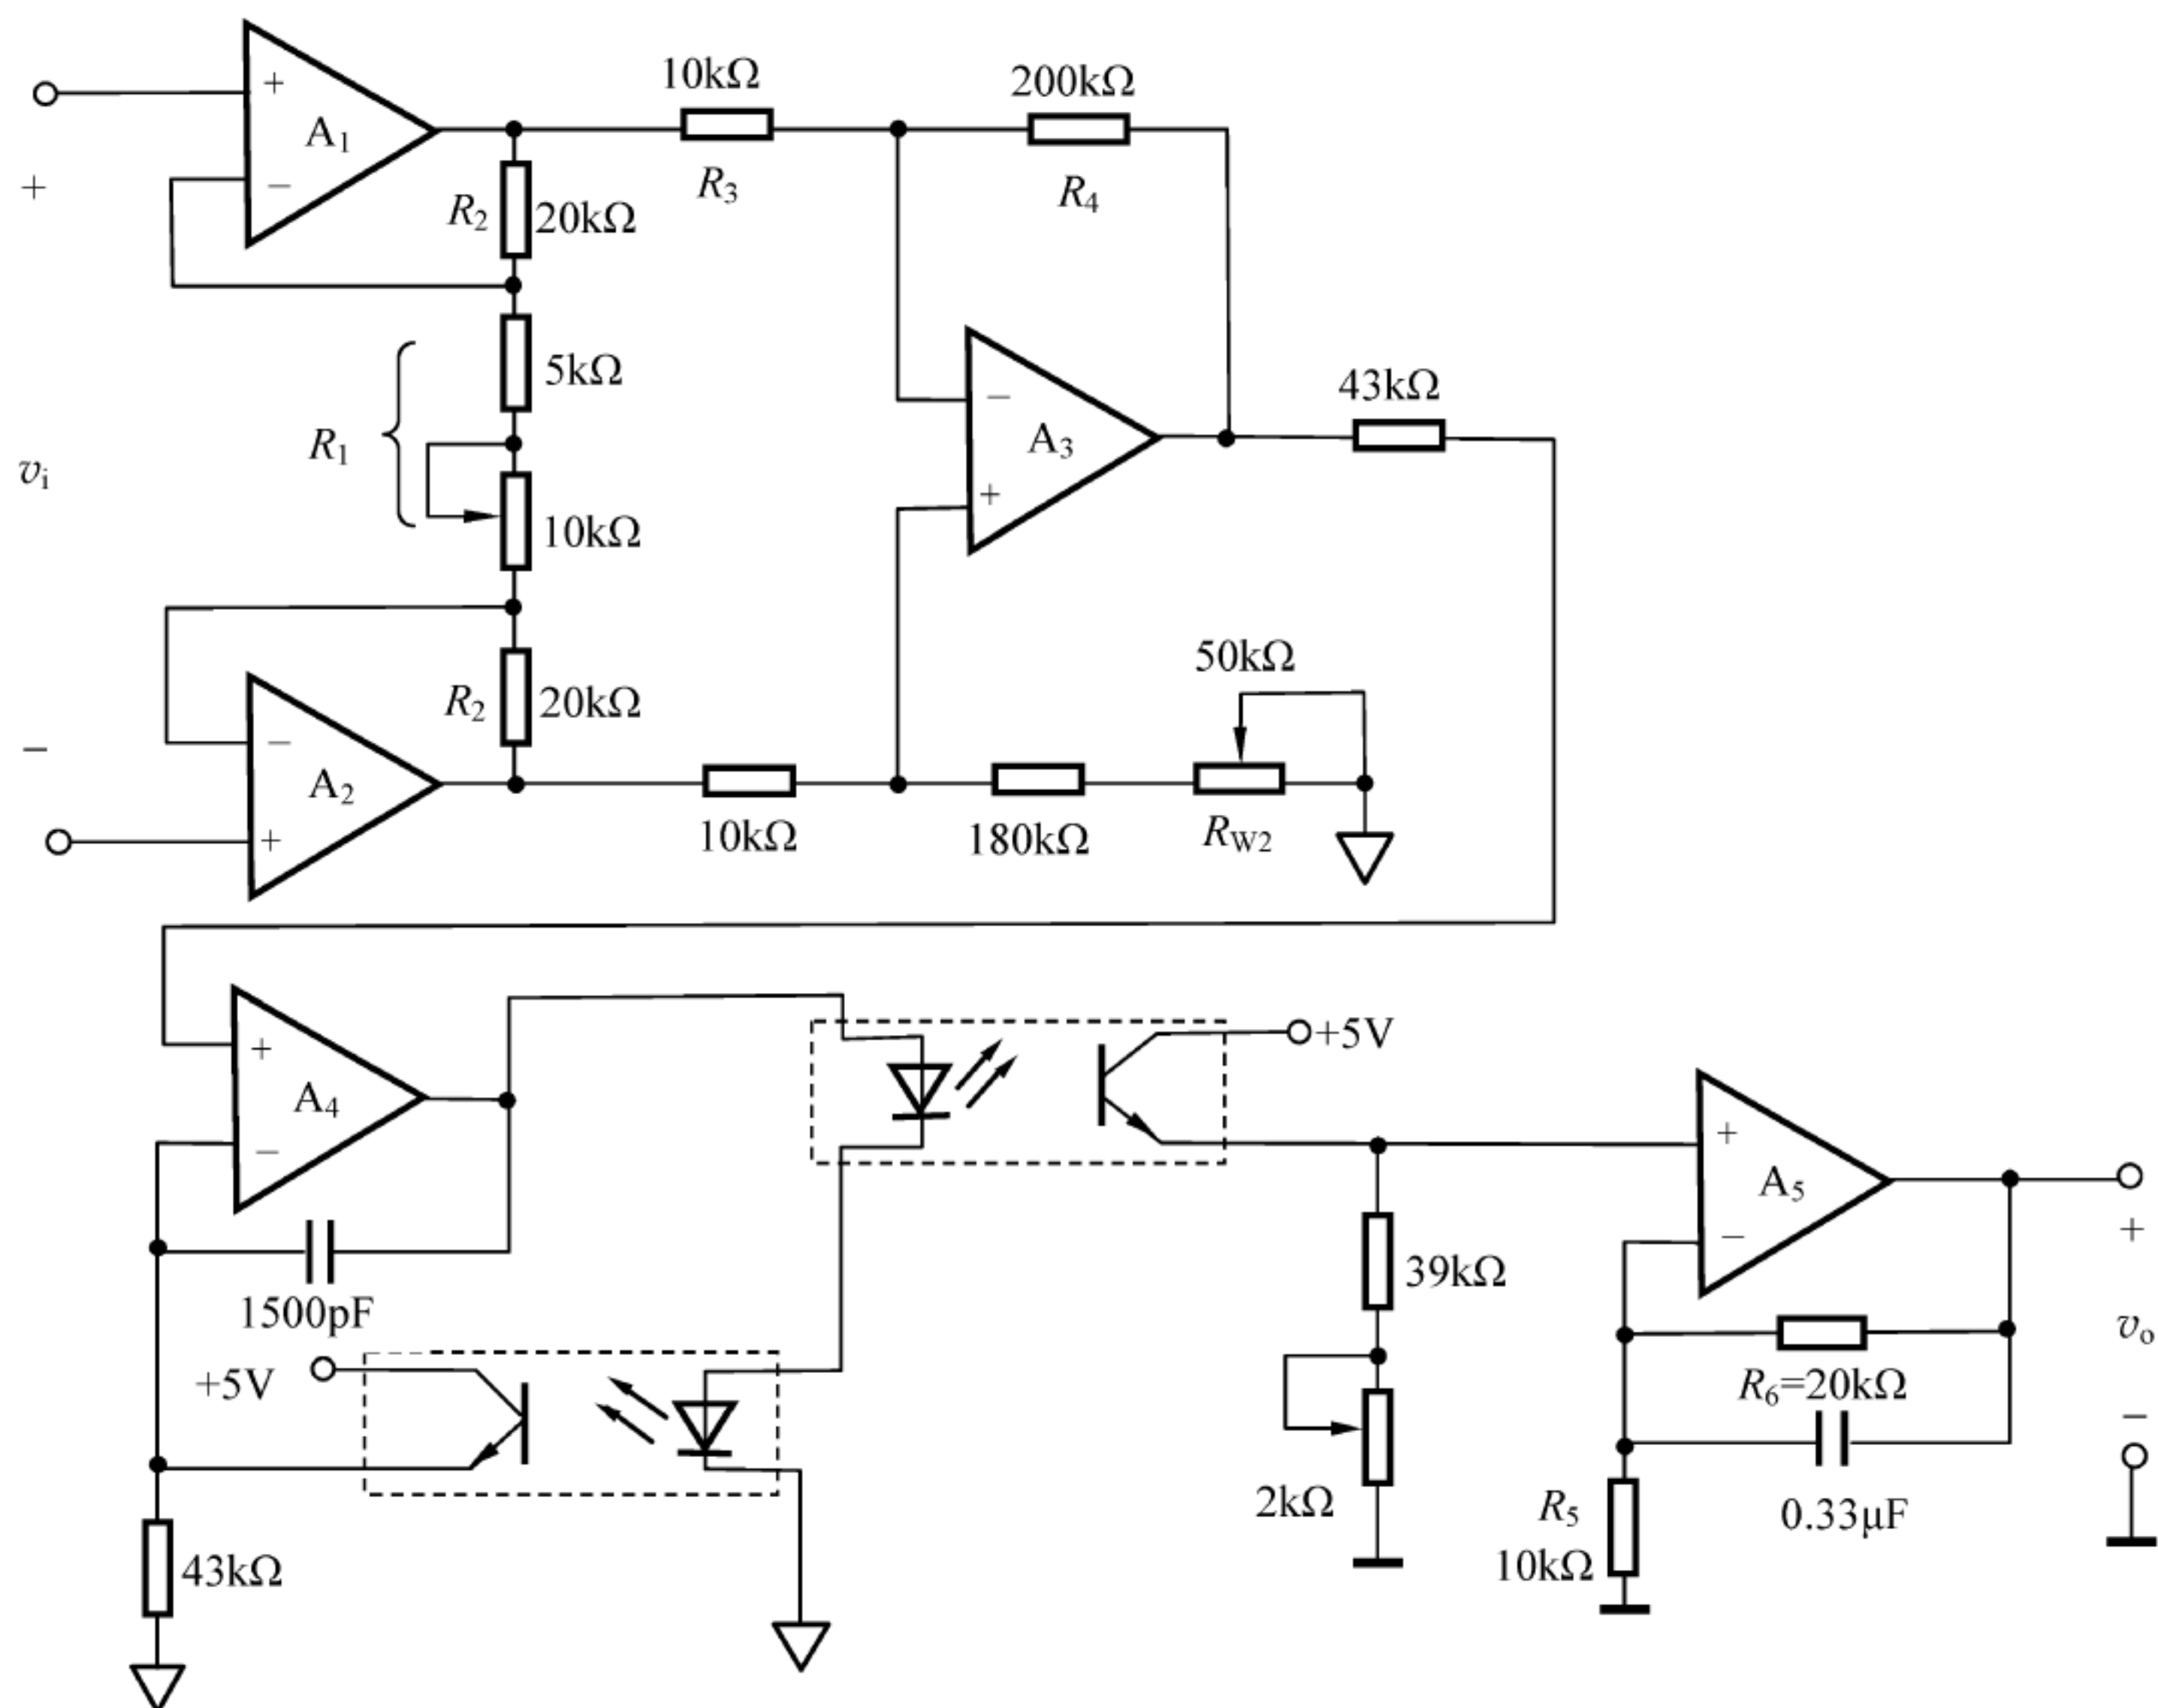 10kΩ
200kΩ
+
A1
−
+
R2
20kΩ
R3
R4
5kΩ
R1
vi
10kΩ
−
A3
+
43kΩ
R2
20kΩ
50kΩ
−
−
A2
+
10kΩ
180kΩ
RW2
+
A4
−
+5V
+
A5
−
+
39kΩ
1500pF
vo
+5V
R6=20kΩ
−
2kΩ
R5
10kΩ
0.33μF
43kΩ